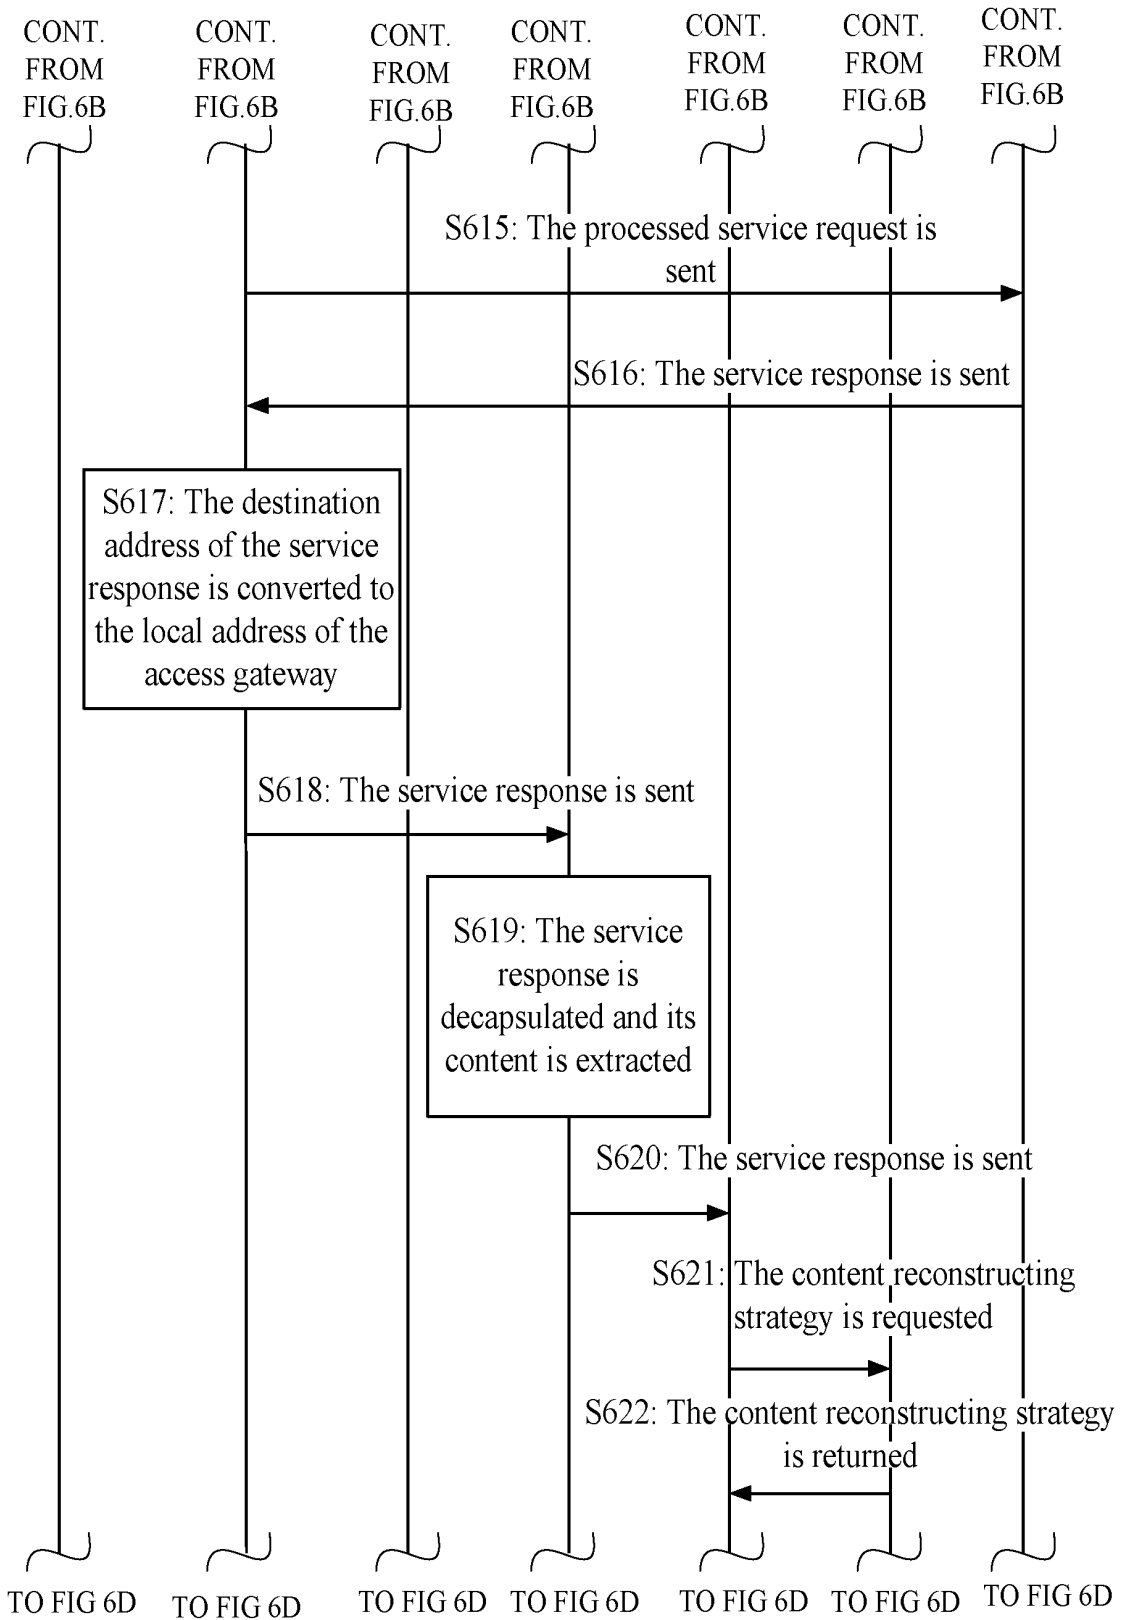 CONT.
FROM
FIG.6B
CONT.
FROM
FIG.6B
CONT.
FROM
FIG.6B
CONT.
FROM
FIG.6B
CONT.
FROM
FIG.6B
CONT.
FROM
FIG.6B
CONT.
FROM
FIG.6B
S615: The processed service request is
sent
S616: The service response is sent
S617: The destination
address of the service
response is converted to
the local address of the
access gateway
S618: The service response is sent
S619: The service
response is
decapsulated and its
content is extracted
S620: The service response is sent
S621: The content reconstructing
strategy is requested
S622: The content reconstructing strategy
is returned
TO FIG 6D
TO FIG 6D
TO FIG 6D
TO FIG 6D
TO FIG 6D
TO FIG 6D
TO FIG 6D